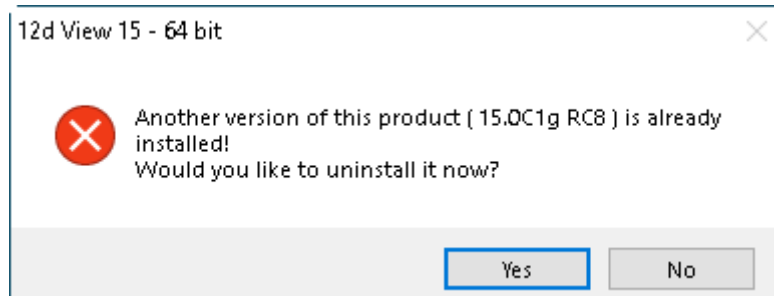 12d View 15 - 64 bit
Another version of this product ( 15.0C1g RC8 ) is already
installed!
Would you like to uninstall it now?
Yes
No